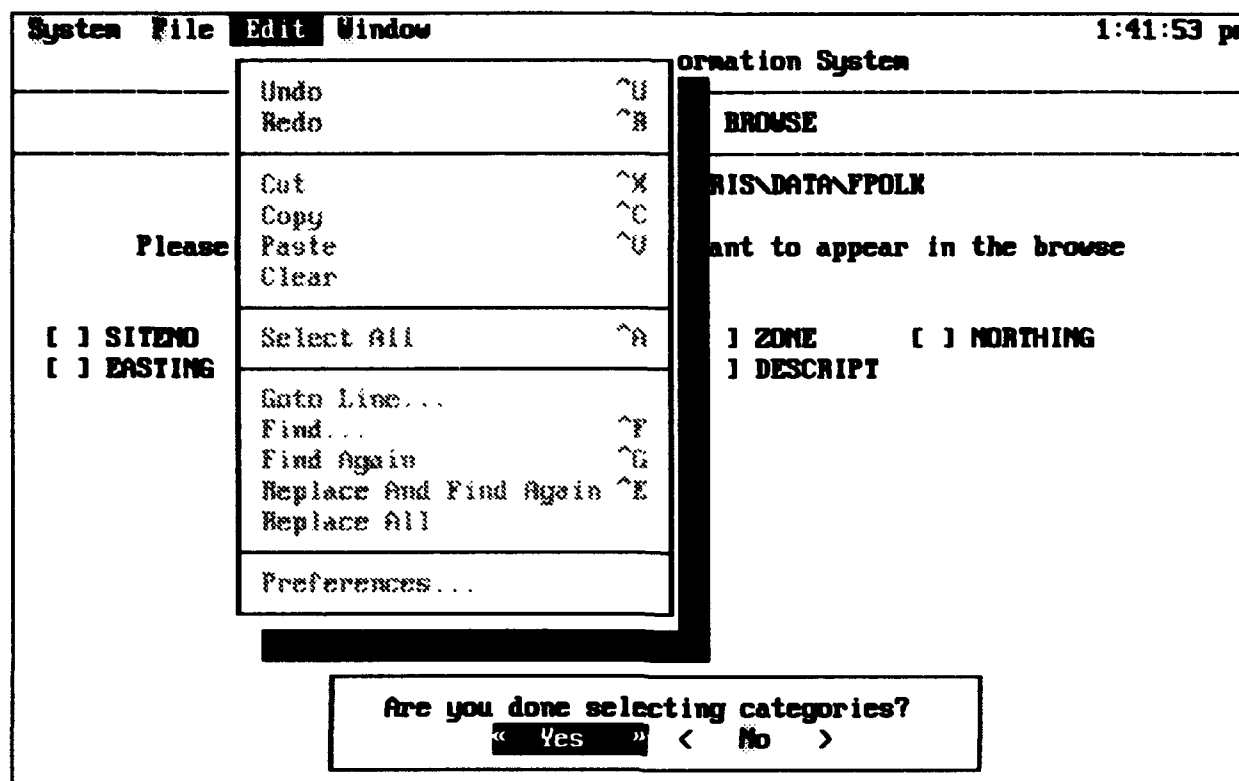 System File Edit Window 1:41:53 pm
ormation System
BROWSE
RIS\DATA\FPOLK
Please ant to appear in the browse
[ ] SITENO ] ZONE [ ] NORTHING
[ ] EASTING ] DESCRIPT
Undo ^U
Redo ^R
Cut ^X
Copy ^C
Paste ^V
Clear
Select All ^A
Goto Line...
Find... ^F
Find Again ^G
Replace And Find Again ^E
Replace All
Preferences...
Are you done selecting categories?
« Yes » < No >